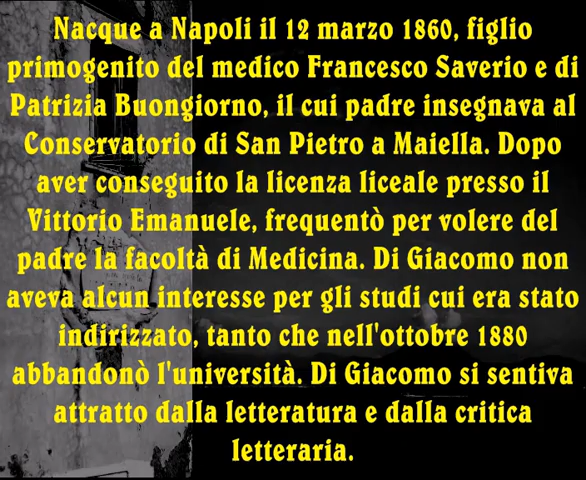 Nacque a Napoli il 12 marzo 1860, figlio
primogenito del medico Francesco Saverio e di
Patrizia Buongiorno, il cui padre insegnava al
Conservatorio di San Pietro a Maiella. Dopo
aver conseguito la licenza liceale presso il
Vittorio Emanuele, frequentò per volere del
padre la facoltà di Medicina. Di Giacomo non
aveva alcun interesse per gli studi cui era stato
indirizzato, tanto che nell'ottobre 1880
abbandonò l'università. Di Giacomo si sentiva
attratto dalla letteratura e dalla critica
letteraria.